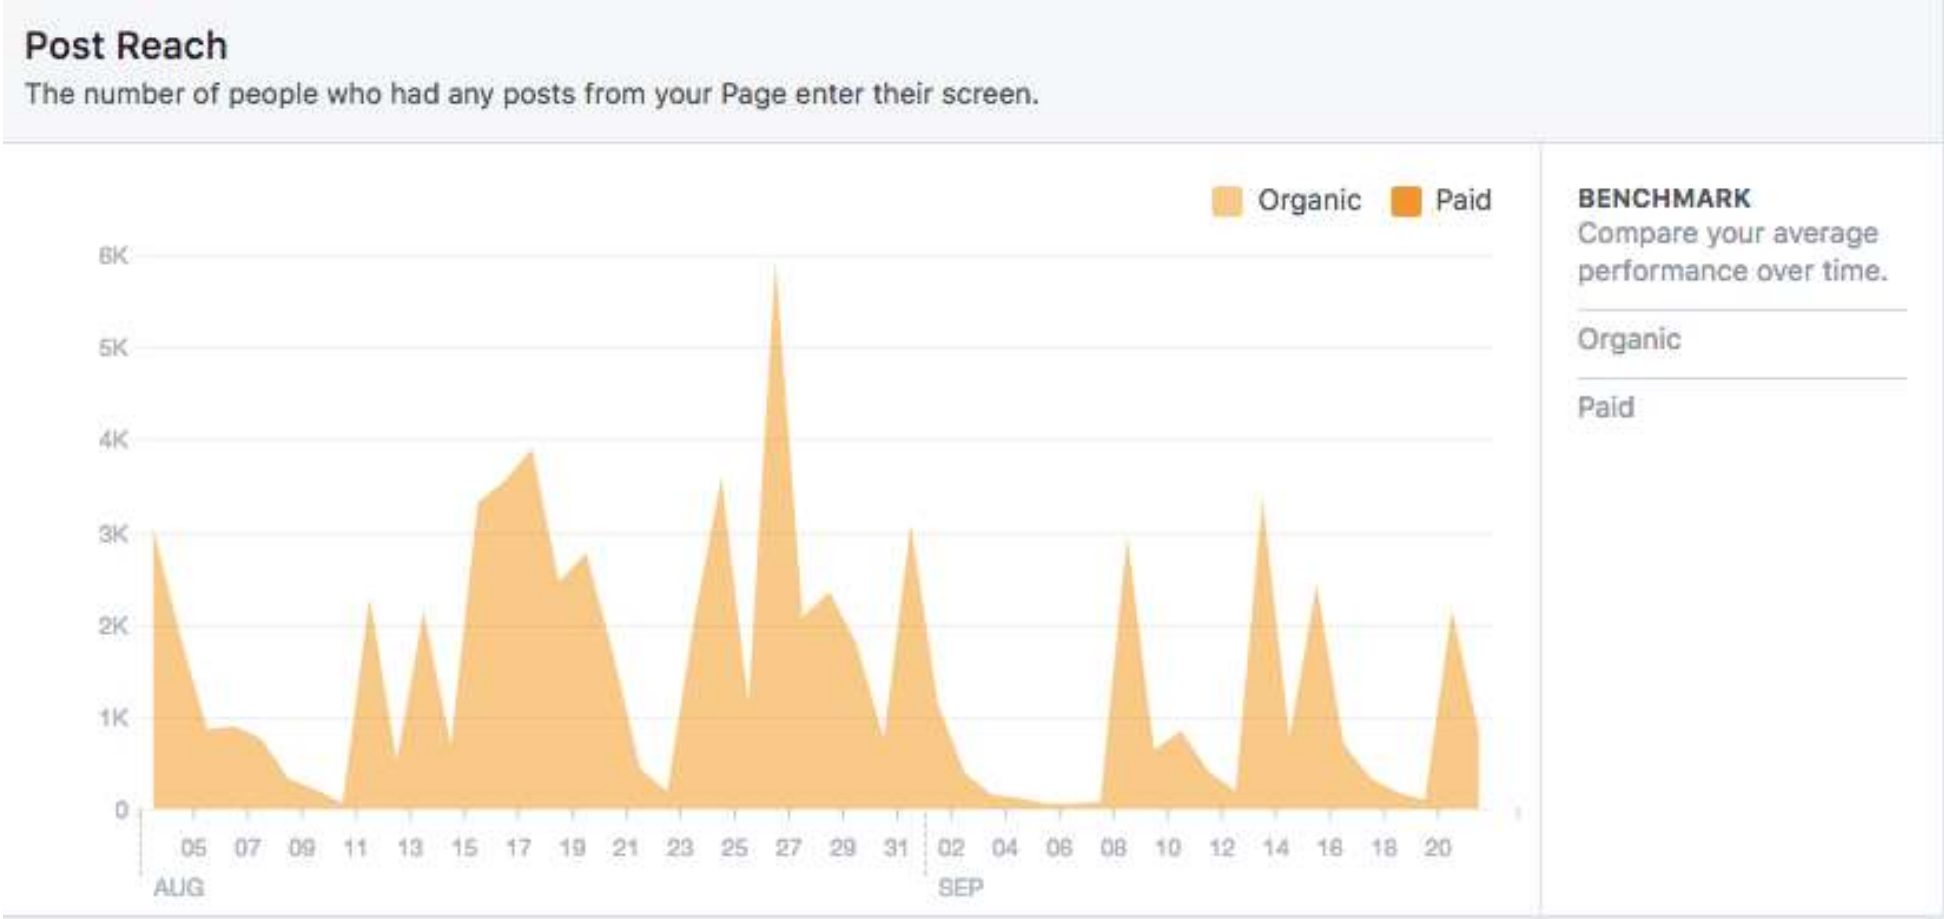 Post Reach
The number of people who had any posts from your Page enter their screen.
Organic Paid
BENCHMARK
Compare your average
performance over time.
Organic
Paid
6K
5K
4K
3K
2K
1K
0
05 07 09 11 13 15 17 19 21 23 25 27 29 31 02 04 06 08 10 12 14 16 18 20
AUG SEP